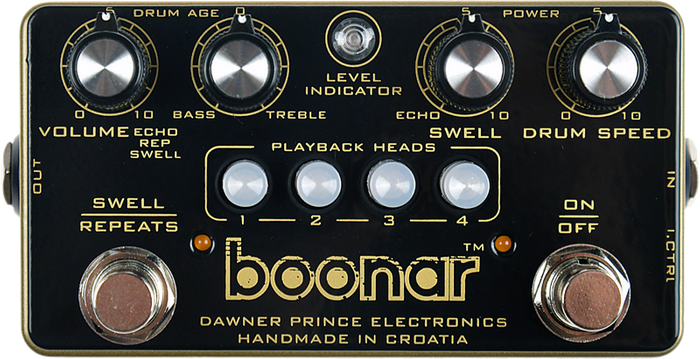 5 DRUM AGE 0 5 POWER 5
LEVEL
INDICATOR
0 10 BASS TREBLE ECHO 10 0 10
VOLUME ECHO
REP
SWELL
SWELL
DRUM SPEED
PLAYBACK HEADS
1 2 3 4
OUT
IN
SWELL
REPEATS
ON
OFF
boonar TM
DAWNER PRINCE ELECTRONICS
HANDMADE IN CROATIA